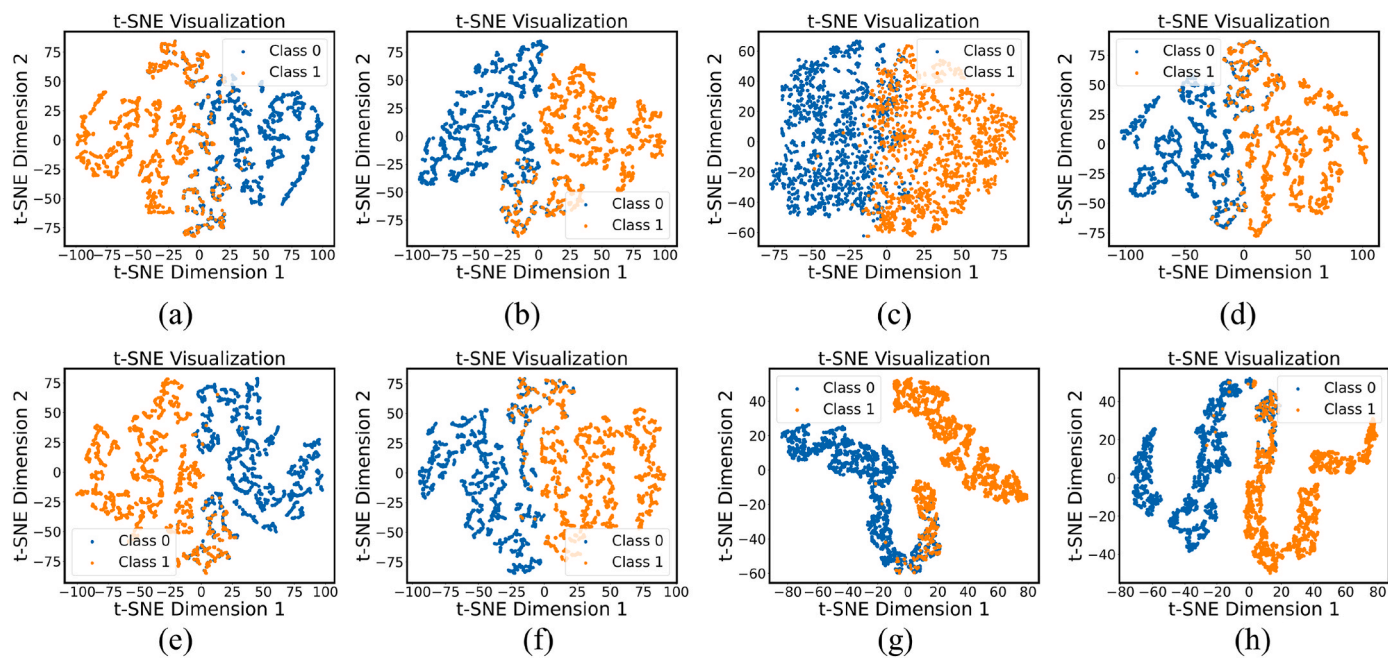 t-SNE Visualization
t-SNE Dimension 2
75
50
25
0
−25
−50
−75
Class 0
Class 1
−100 −75 −50 −25 0 25 50 75 100
t-SNE Dimension 1
(a)
t-SNE Visualization
t-SNE Dimension 2
75
50
25
0
−25
−50
−75
Class 0
Class 1
−100 −75 −50 −25 0 25 50 75 100
t-SNE Dimension 1
(b)
t-SNE Visualization
t-SNE Dimension 2
60
40
20
0
−20
−40
−60
Class 0
Class 1
−75 −50 −25 0 25 50 75
t-SNE Dimension 1
(c)
t-SNE Visualization
t-SNE Dimension 2
75
50
25
0
−25
−50
−75
Class 0
Class 1
−100 −50 0 50 100
t-SNE Dimension 1
(d)
t-SNE Visualization
t-SNE Dimension 2
75
50
25
0
−25
−50
−75
Class 0
Class 1
−100 −75 −50 −25 0 25 50 75 100
t-SNE Dimension 1
(e)
t-SNE Visualization
t-SNE Dimension 2
75
50
25
0
−25
−50
−75
Class 0
Class 1
−100 −75 −50 −25 0 25 50 75 100
t-SNE Dimension 1
(f)
t-SNE Visualization
t-SNE Dimension 2
40
20
0
−20
−40
−60
Class 0
Class 1
−80 −60 −40 −20 0 20 40 60 80
t-SNE Dimension 1
(g)
t-SNE Visualization
t-SNE Dimension 2
40
20
0
−20
−40
Class 0
Class 1
−80 −60 −40 −20 0 20 40 60 80
t-SNE Dimension 1
(h)